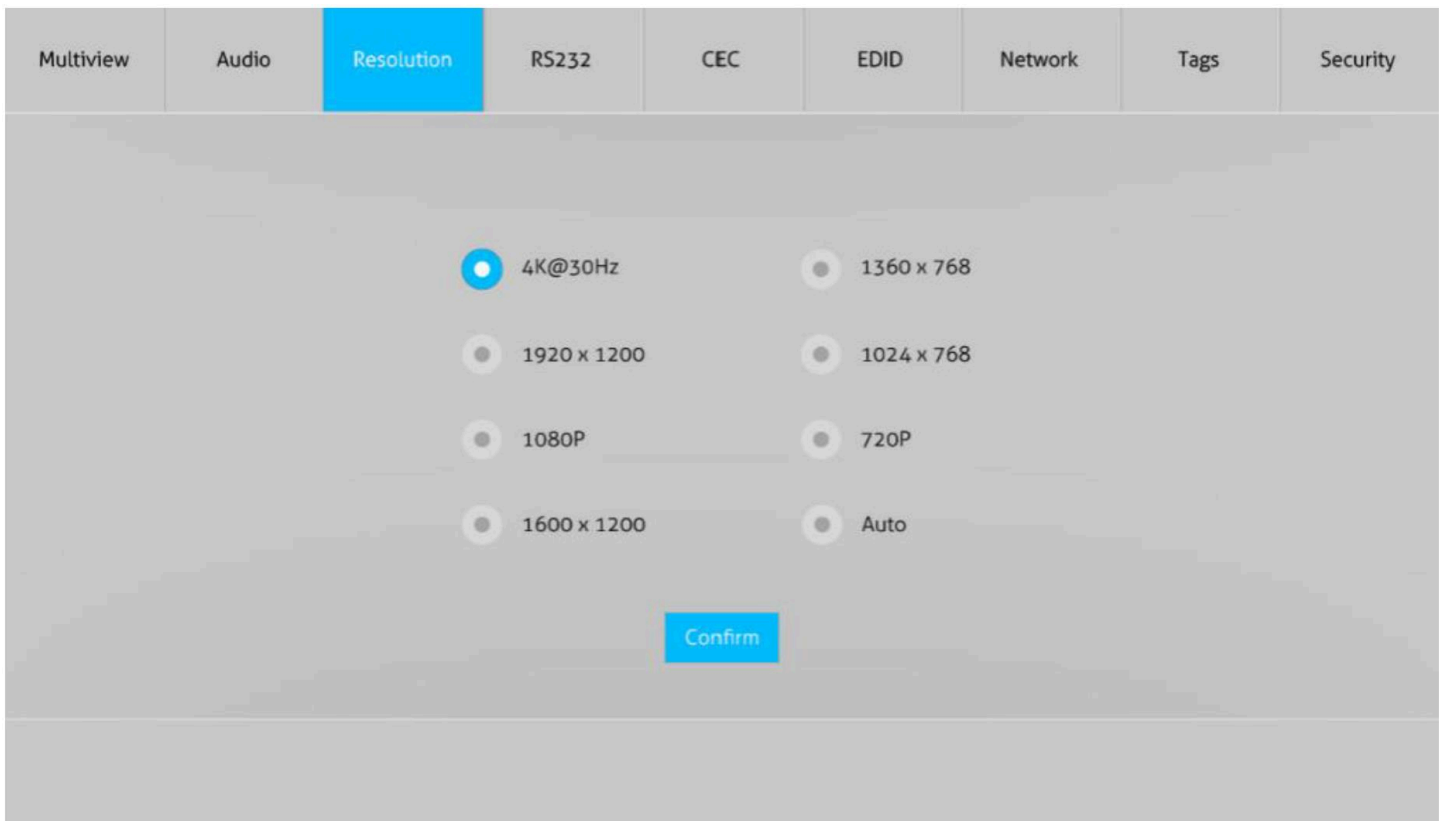 Multiview Audio Resolution RS232 CEC EDID Network Tags Security
4K@30Hz 1360 x 768
1920 x 1200 1024 x 768
1080P 720P
1600 x 1200 Auto
Confirm